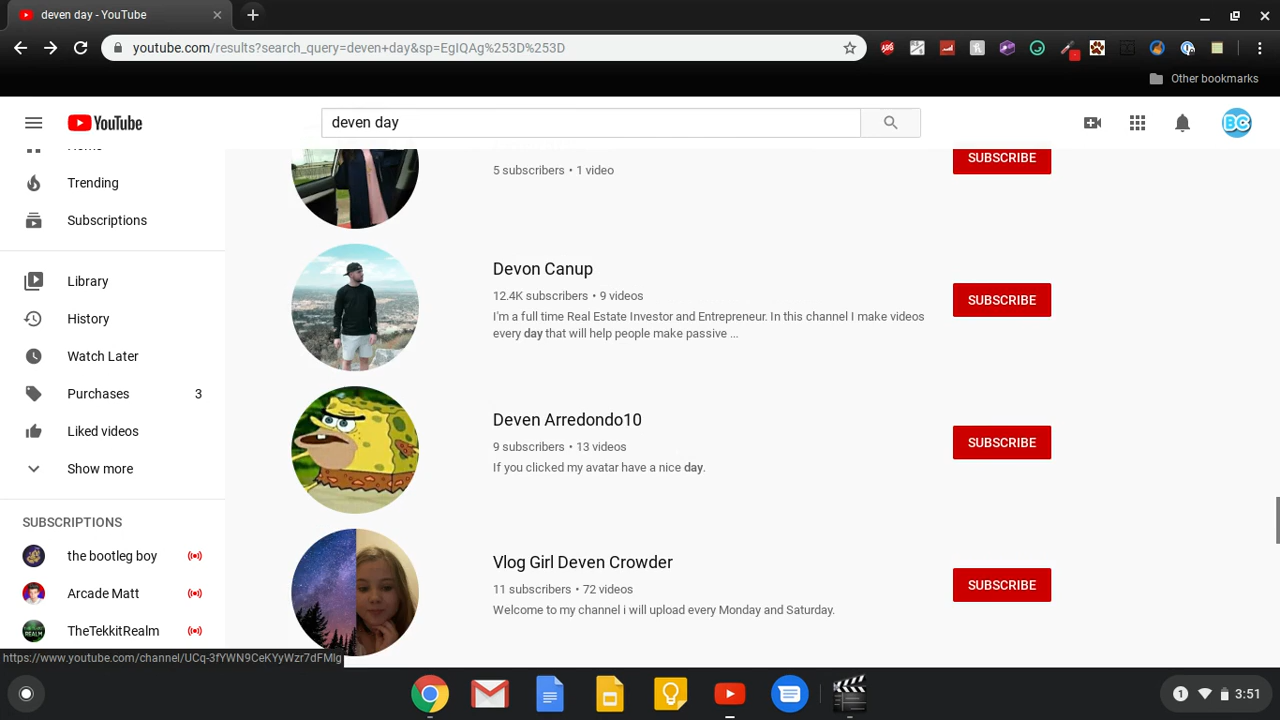 deven day - YouTube
youtube.com/results?search_query=deven+day&sp=EgIQAg%253D%253D
Other bookmarks
YouTube
deven day
BC
Trending
Subscriptions
Library
History
Watch Later
Purchases 3
Liked videos
Show more
SUBSCRIPTIONS
the bootleg boy
Arcade Matt
TheTekkitRealm
5 subscribers • 1 video
SUBSCRIBE
Devon Canup
12.4K subscribers • 9 videos
I'm a full time Real Estate Investor and Entrepreneur. In this channel I make videos
every day that will help people make passive ...
SUBSCRIBE
Deven Arredondo10
9 subscribers • 13 videos
If you clicked my avatar have a nice day.
SUBSCRIBE
Vlog Girl Deven Crowder
11 subscribers • 72 videos
Welcome to my channel i will upload every Monday and Saturday.
SUBSCRIBE
https://www.youtube.com/channel/UCq-3fYWN9CeKYyWzr7dFMIg
1 3:51